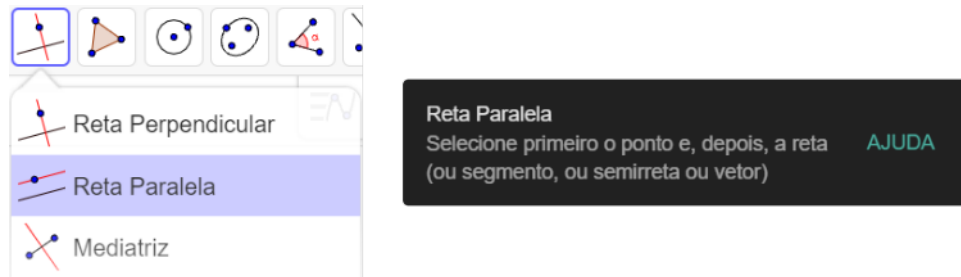 α
Reta Perpendicular
Reta Paralela
Mediatriz
Reta Paralela
Selecione primeiro o ponto e, depois, a reta
(ou segmento, ou semirreta ou vetor)
AJUDA